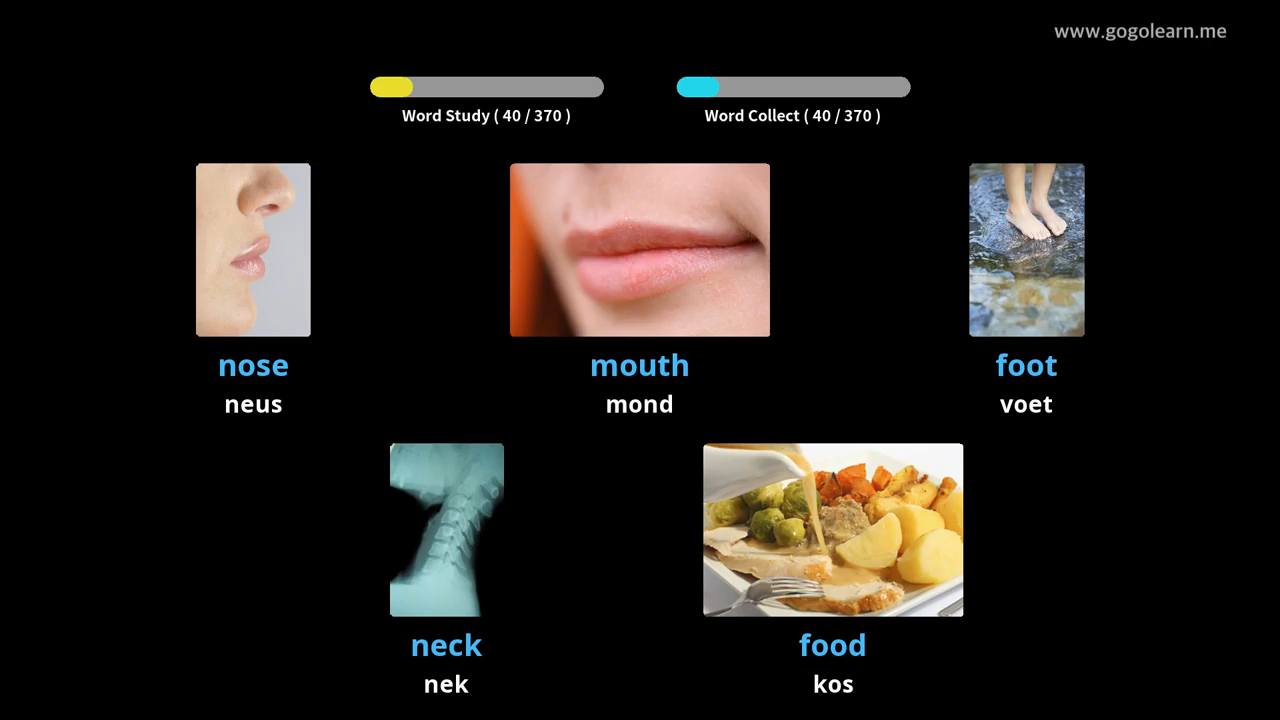 www.gogolearn.me
Word Study ( 40 / 370 )
Word Collect ( 40 / 370 )
nose
neus
mouth
mond
foot
voet
neck
nek
food
kos